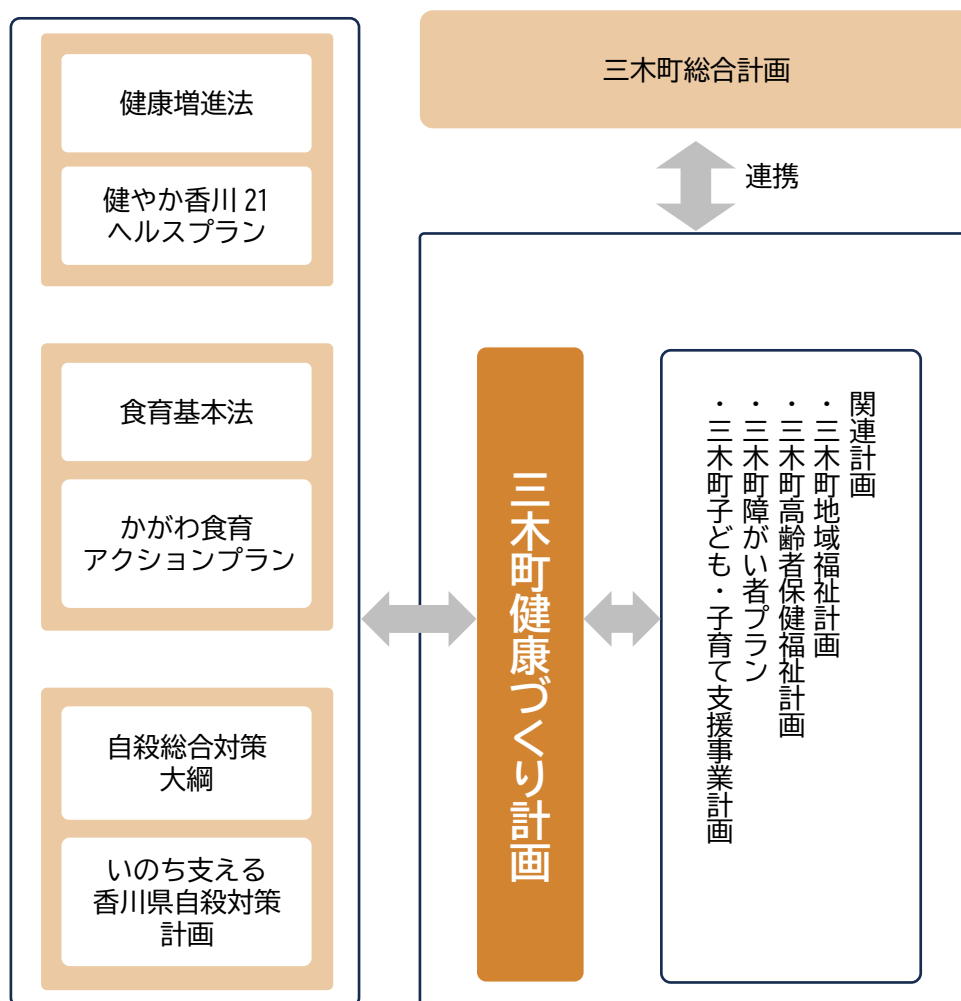 健康増進法
健やか香川21
ヘルスプラン
食育基本法
かがわ食育
アクションプラン
自殺総合対策
大綱
いのち支える
香川県自殺対策
計画
三木町総合計画
連携
三木町健康づくり計画
関連計画
・三木町地域福祉計画
・三木町高齢者保健福祉計画
・三木町障がい者プラン
・三木町子ども・子育て支援事業計画